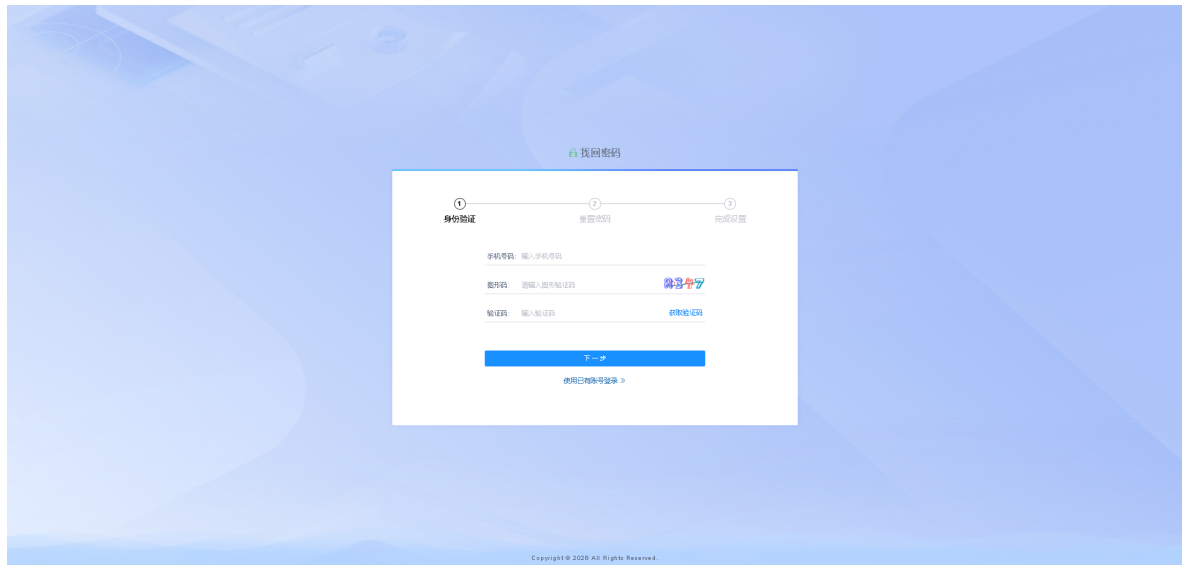 找回密码
1 2 3
身份验证 重置密码 完成设置
手机号码: 输入手机号码
图形码: 请输入图形验证码 2347
验证码: 输入验证码 获取验证码
下一步
使用已有账号登录 »
Copyright © 2026 All Rights Reserved.